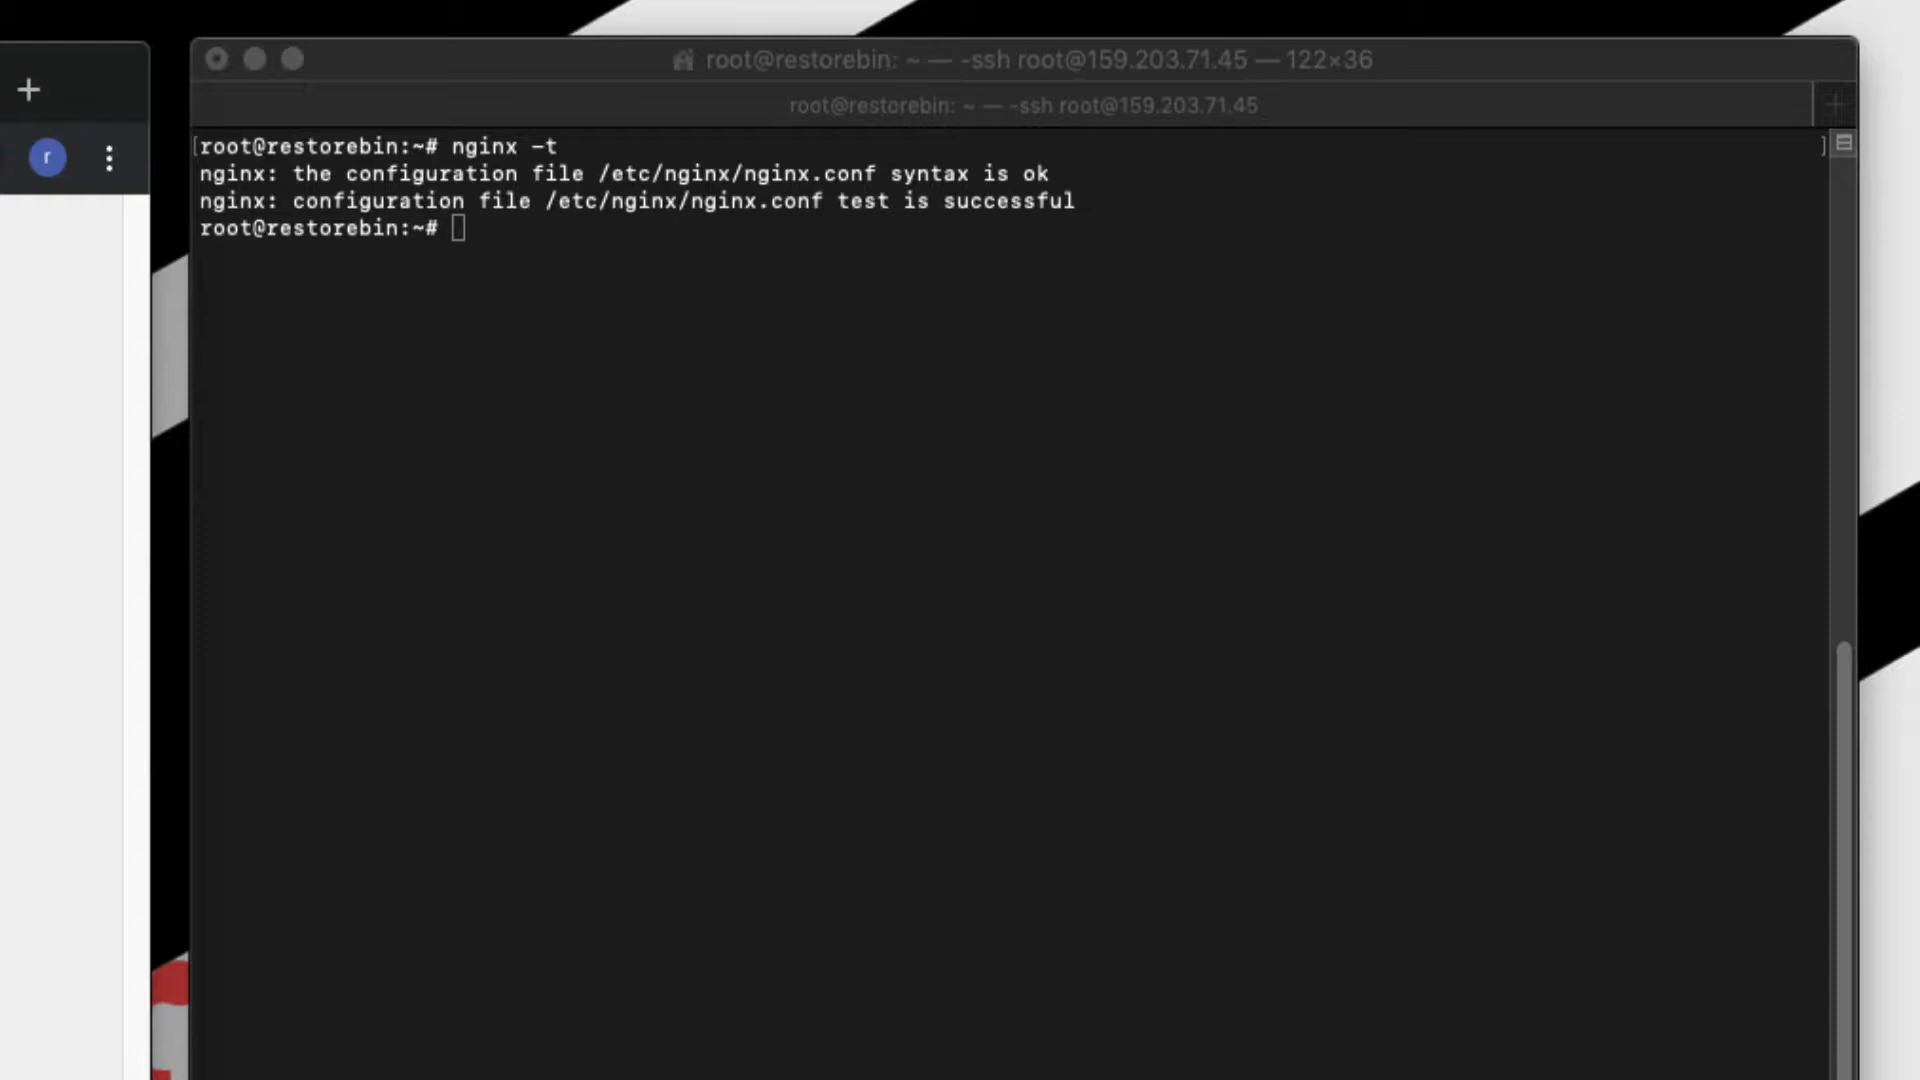 root@restorebin: ~ — -ssh root@159.203.71.45 — 122×36
root@restorebin: ~ — -ssh root@159.203.71.45
r
[root@restorebin:~# nginx -t ]
nginx: the configuration file /etc/nginx/nginx.conf syntax is ok
nginx: configuration file /etc/nginx/nginx.conf test is successful
root@restorebin:~#